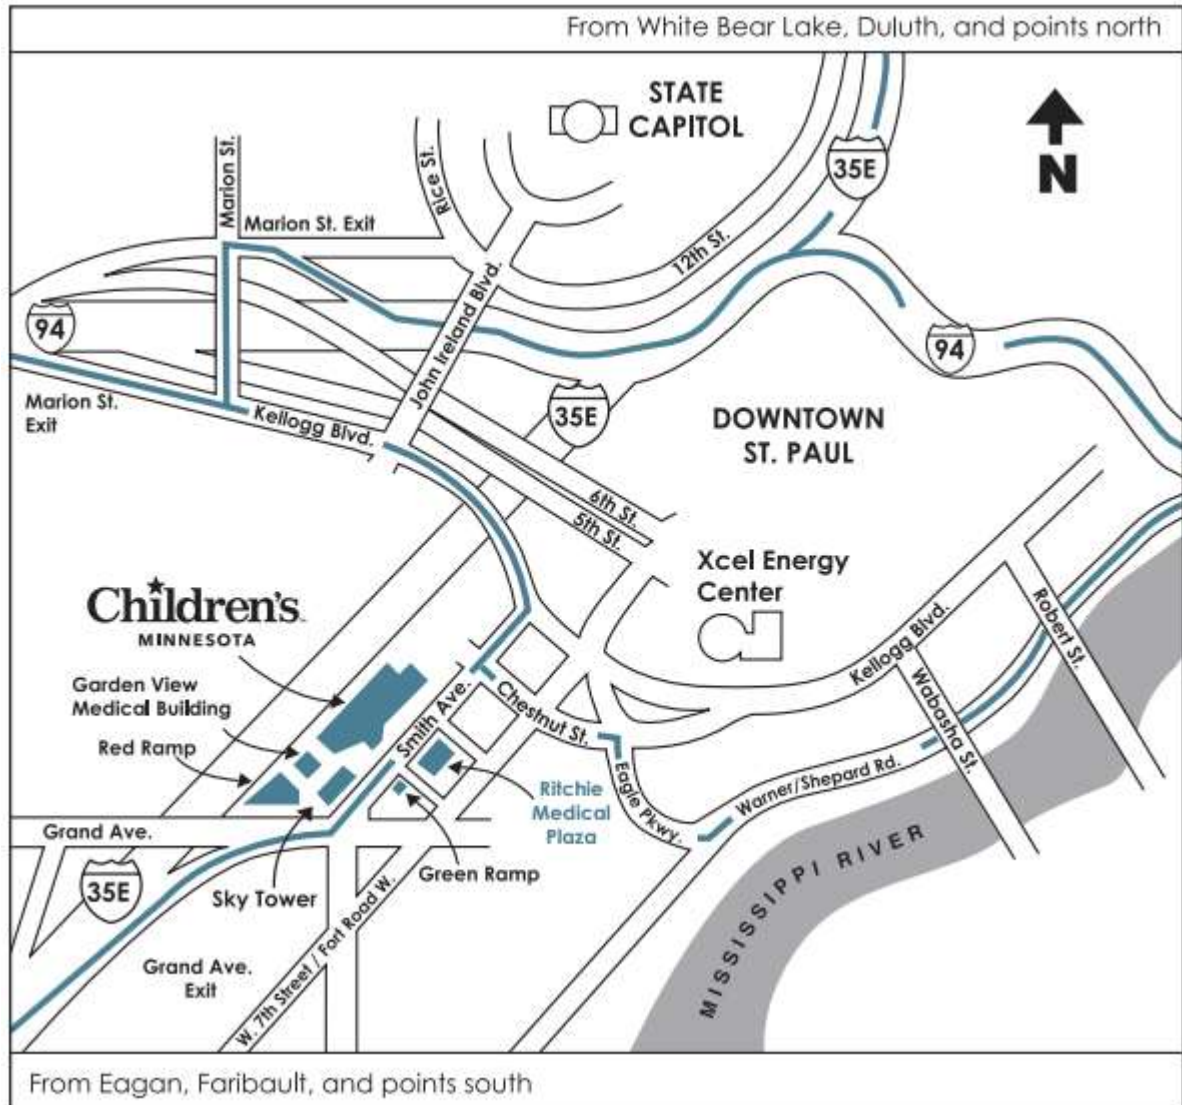 From White Bear Lake, Duluth, and points north
STATE
CAPITOL
35E
N
Marion St.
Rice St.
Marion St. Exit
12th St.
John Ireland Blvd.
94
94
Marion St.
Exit
Kellogg Blvd.
35E
DOWNTOWN
ST. PAUL
6th St.
5th St.
Xcel Energy
Center
Children's
MINNESOTA
Garden View
Medical Building
Red Ramp
Smith Ave.
Chestnut St.
Kellogg Blvd.
Robert St.
Wabasha St.
Eagle Pkwy.
Warner/Shepard Rd.
Ritchie
Medical
Plaza
Grand Ave.
35E
Sky Tower
Green Ramp
W. 7th Street / Fort Road W.
Grand Ave.
Exit
MISSISSIPPI RIVER
From Eagan, Faribault, and points south